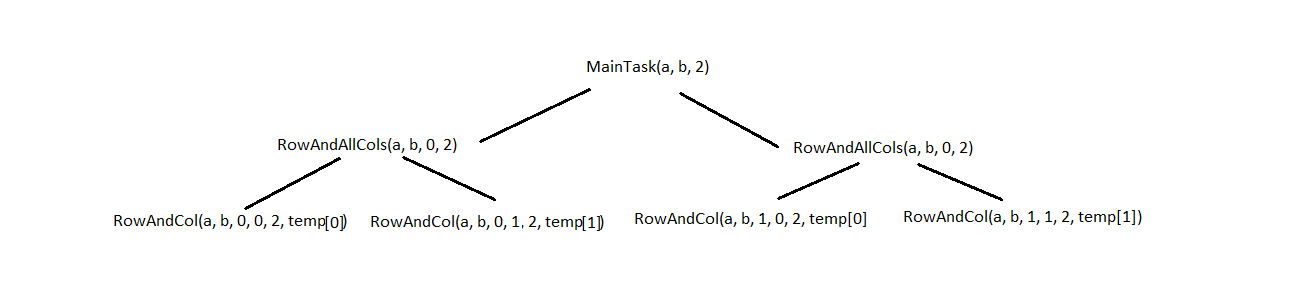 MainTask(a, b, 2)
RowAndAllCols(a, b, 0, 2)
RowAndAllCols(a, b, 0, 2)
RowAndCol(a, b, 0, 0, 2, temp[0])
RowAndCol(a, b, 0, 1, 2, temp[1])
RowAndCol(a, b, 1, 0, 2, temp[0]
RowAndCol(a, b, 1, 1, 2, temp[1])